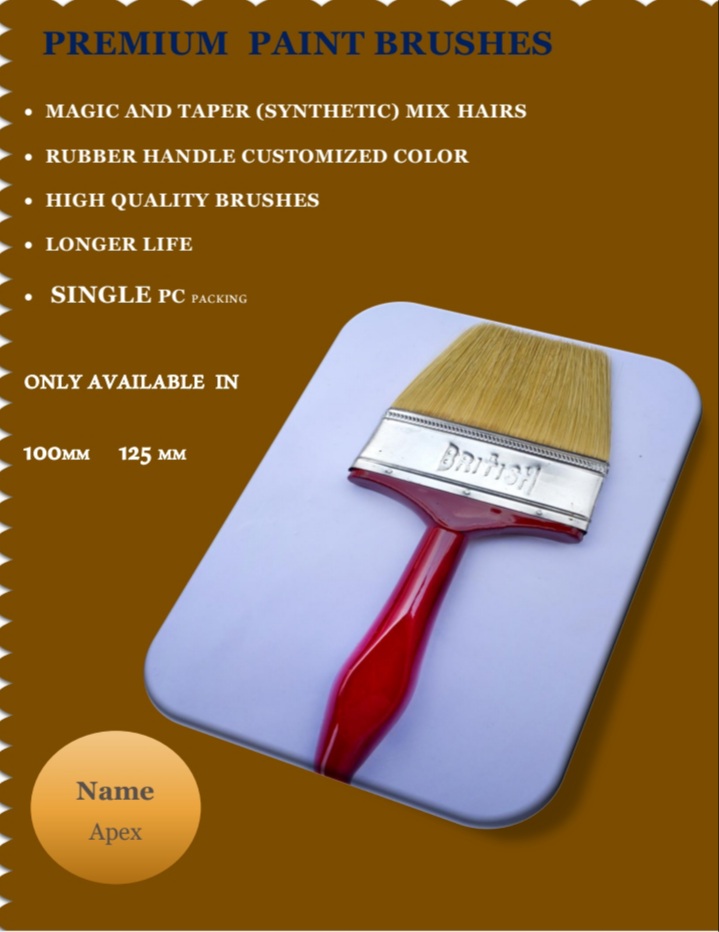 PREMIUM PAINT BRUSHES
• MAGIC AND TAPER (SYNTHETIC) MIX HAIRS
• RUBBER HANDLE CUSTOMIZED COLOR
• HIGH QUALITY BRUSHES
• LONGER LIFE
• SINGLE PC PACKING
ONLY AVAILABLE IN
100MM 125 MM
BRITISH
Name
Apex